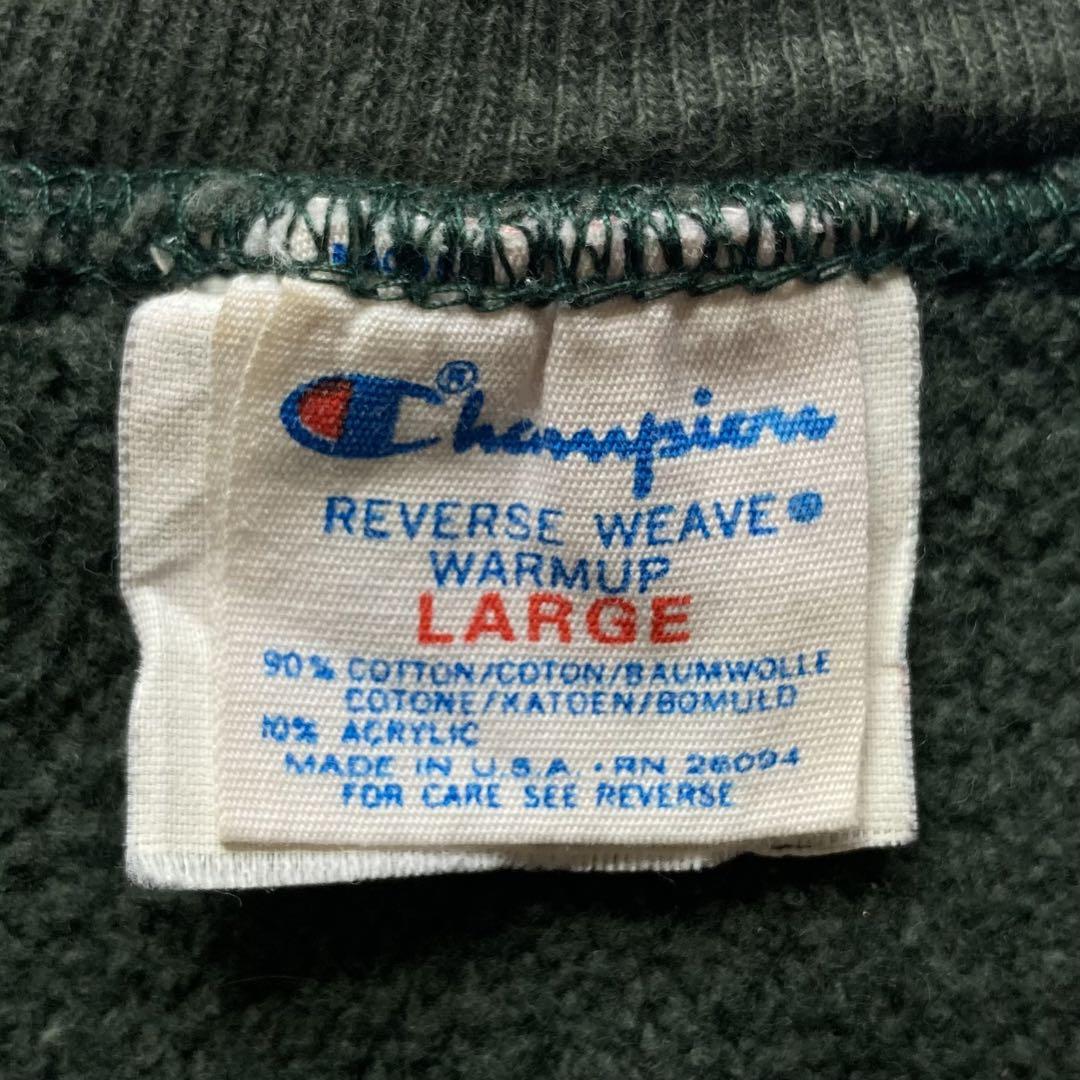 Champion®
REVERSE WEAVE®
WARMUP
LARGE
90% COTTON/COTON/BAUMWOLLE
COTONE/KATOEN/BOMULD
10% ACRYLIC
MADE IN U.S.A. • RN 26094
FOR CARE SEE REVERSE